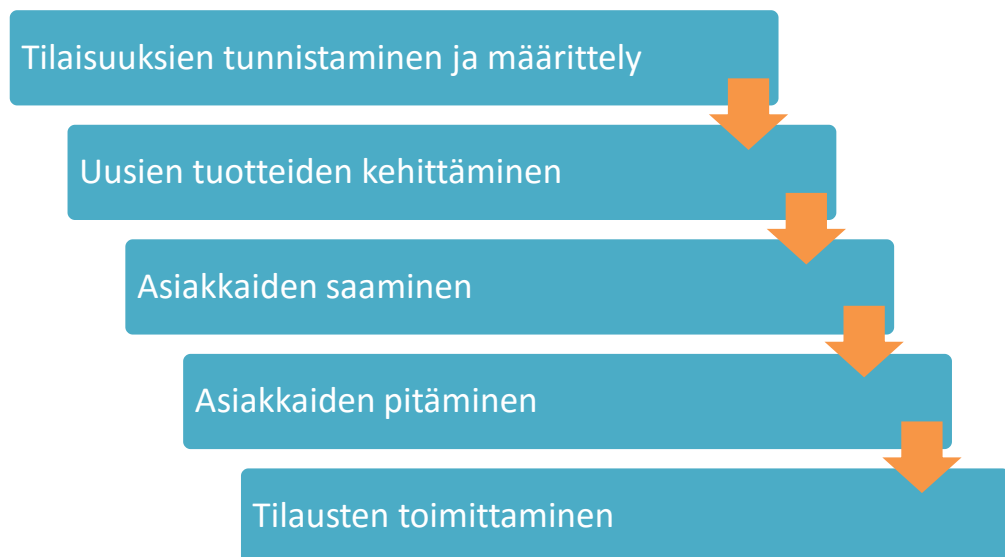 Tilaisuuksien tunnistaminen ja määrittely
Uusien tuotteiden kehittäminen
Asiakkaiden saaminen
Asiakkaiden pitäminen
Tilausten toimittaminen